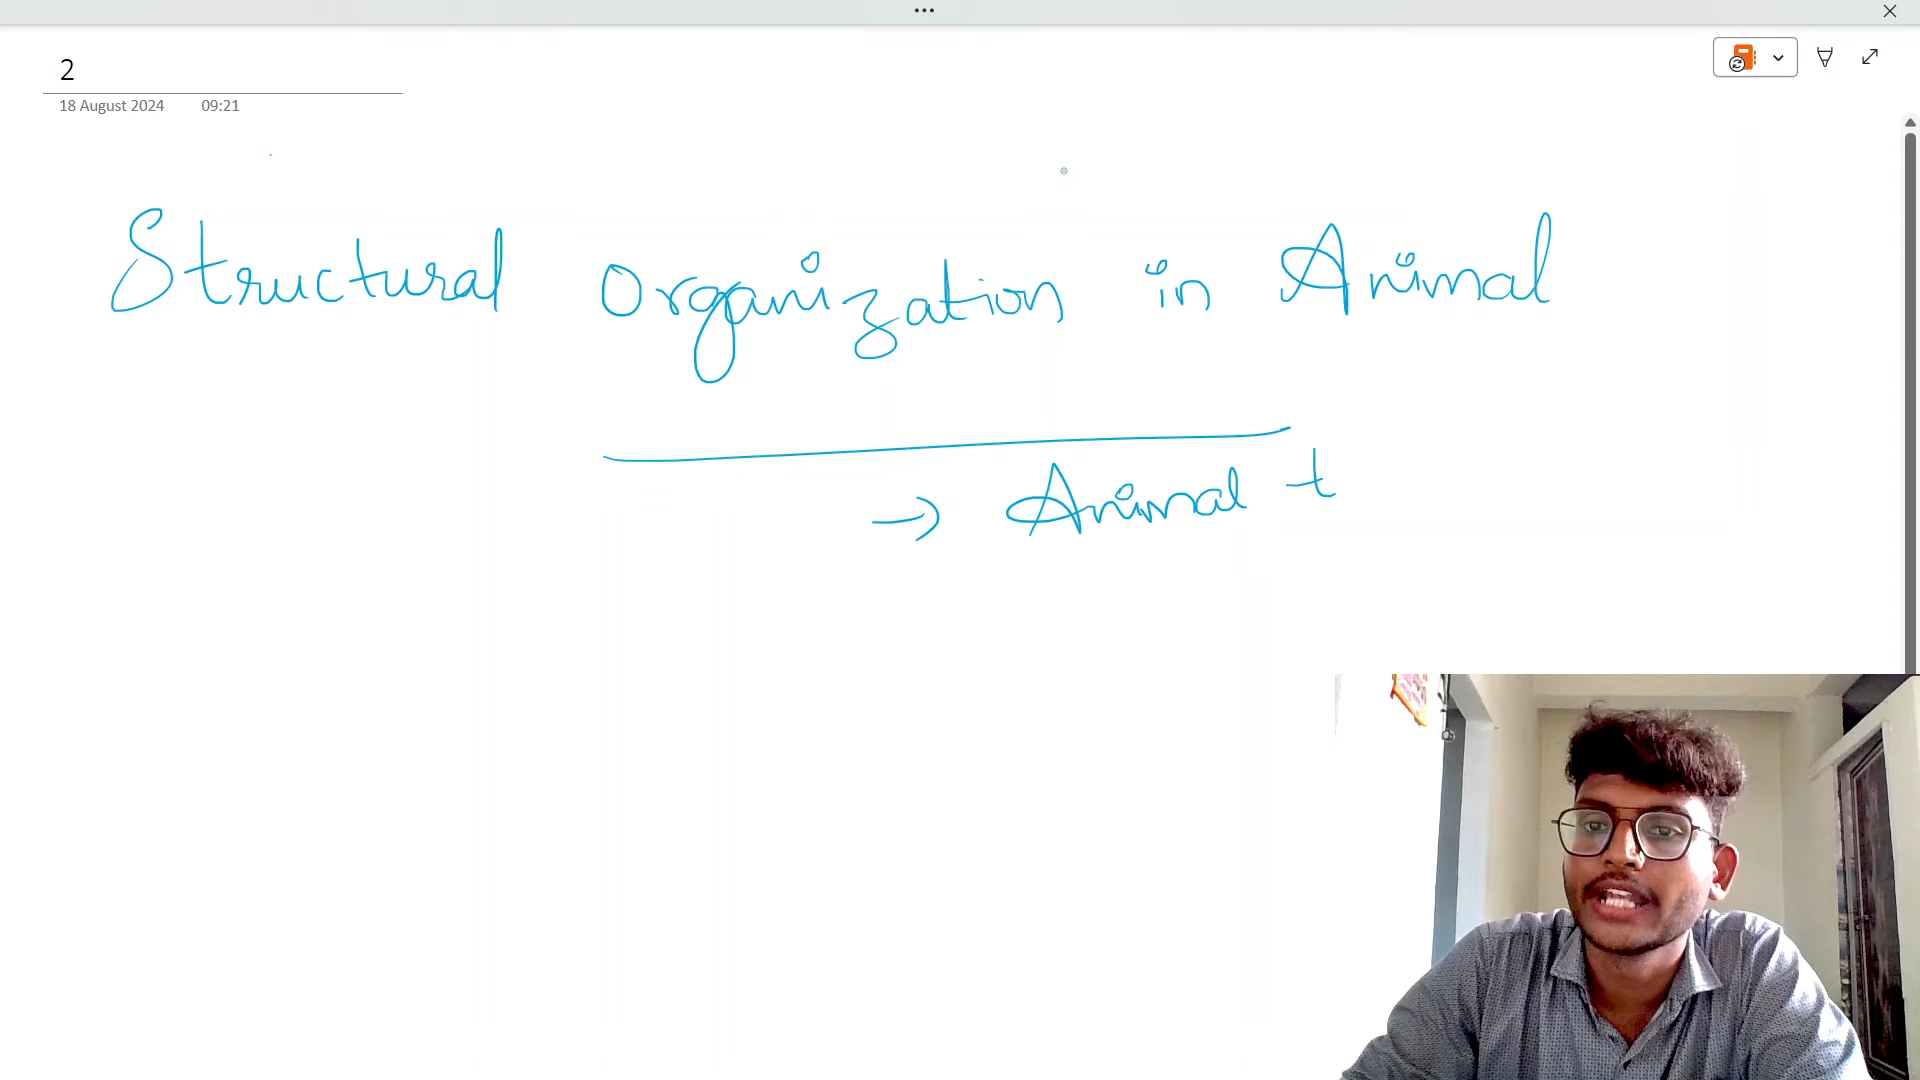 2
18 August 2024 09:21
Structural Organization in Animal
→ Animal t